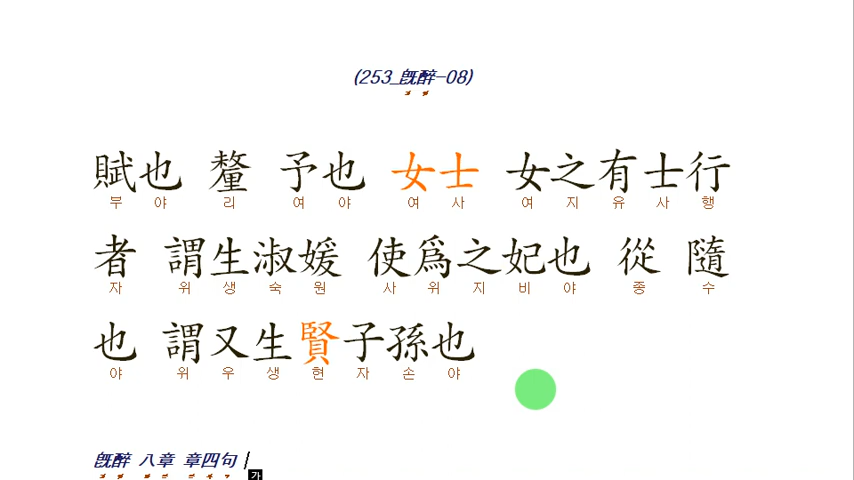 (253_旣醉-08)
賦也 釐 予也 女士 女之有士行
부 야 리 여 야 여 사 여 지 유 사 행
者 謂生淑媛 使爲之妃也 從 隨
자 위 생 숙 원 사 위 지 비 야 종 수
也 謂又生賢子孫也
야 위 우 생 현 자 손 야
旣醉 八章 章四句
가